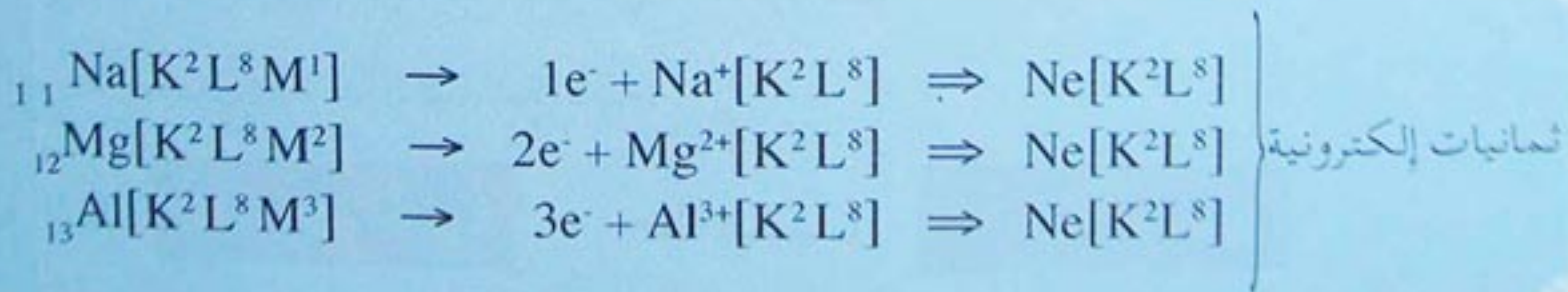 ₁₁Na[K²L⁸M¹] → 1e⁻ + Na⁺[K²L⁸] ⇒ Ne[K²L⁸]
₁₂Mg[K²L⁸M²] → 2e⁻ + Mg²⁺[K²L⁸] ⇒ Ne[K²L⁸]
₁₃Al[K²L⁸M³] → 3e⁻ + Al³⁺[K²L⁸] ⇒ Ne[K²L⁸]
ثمانيات إلكترونية